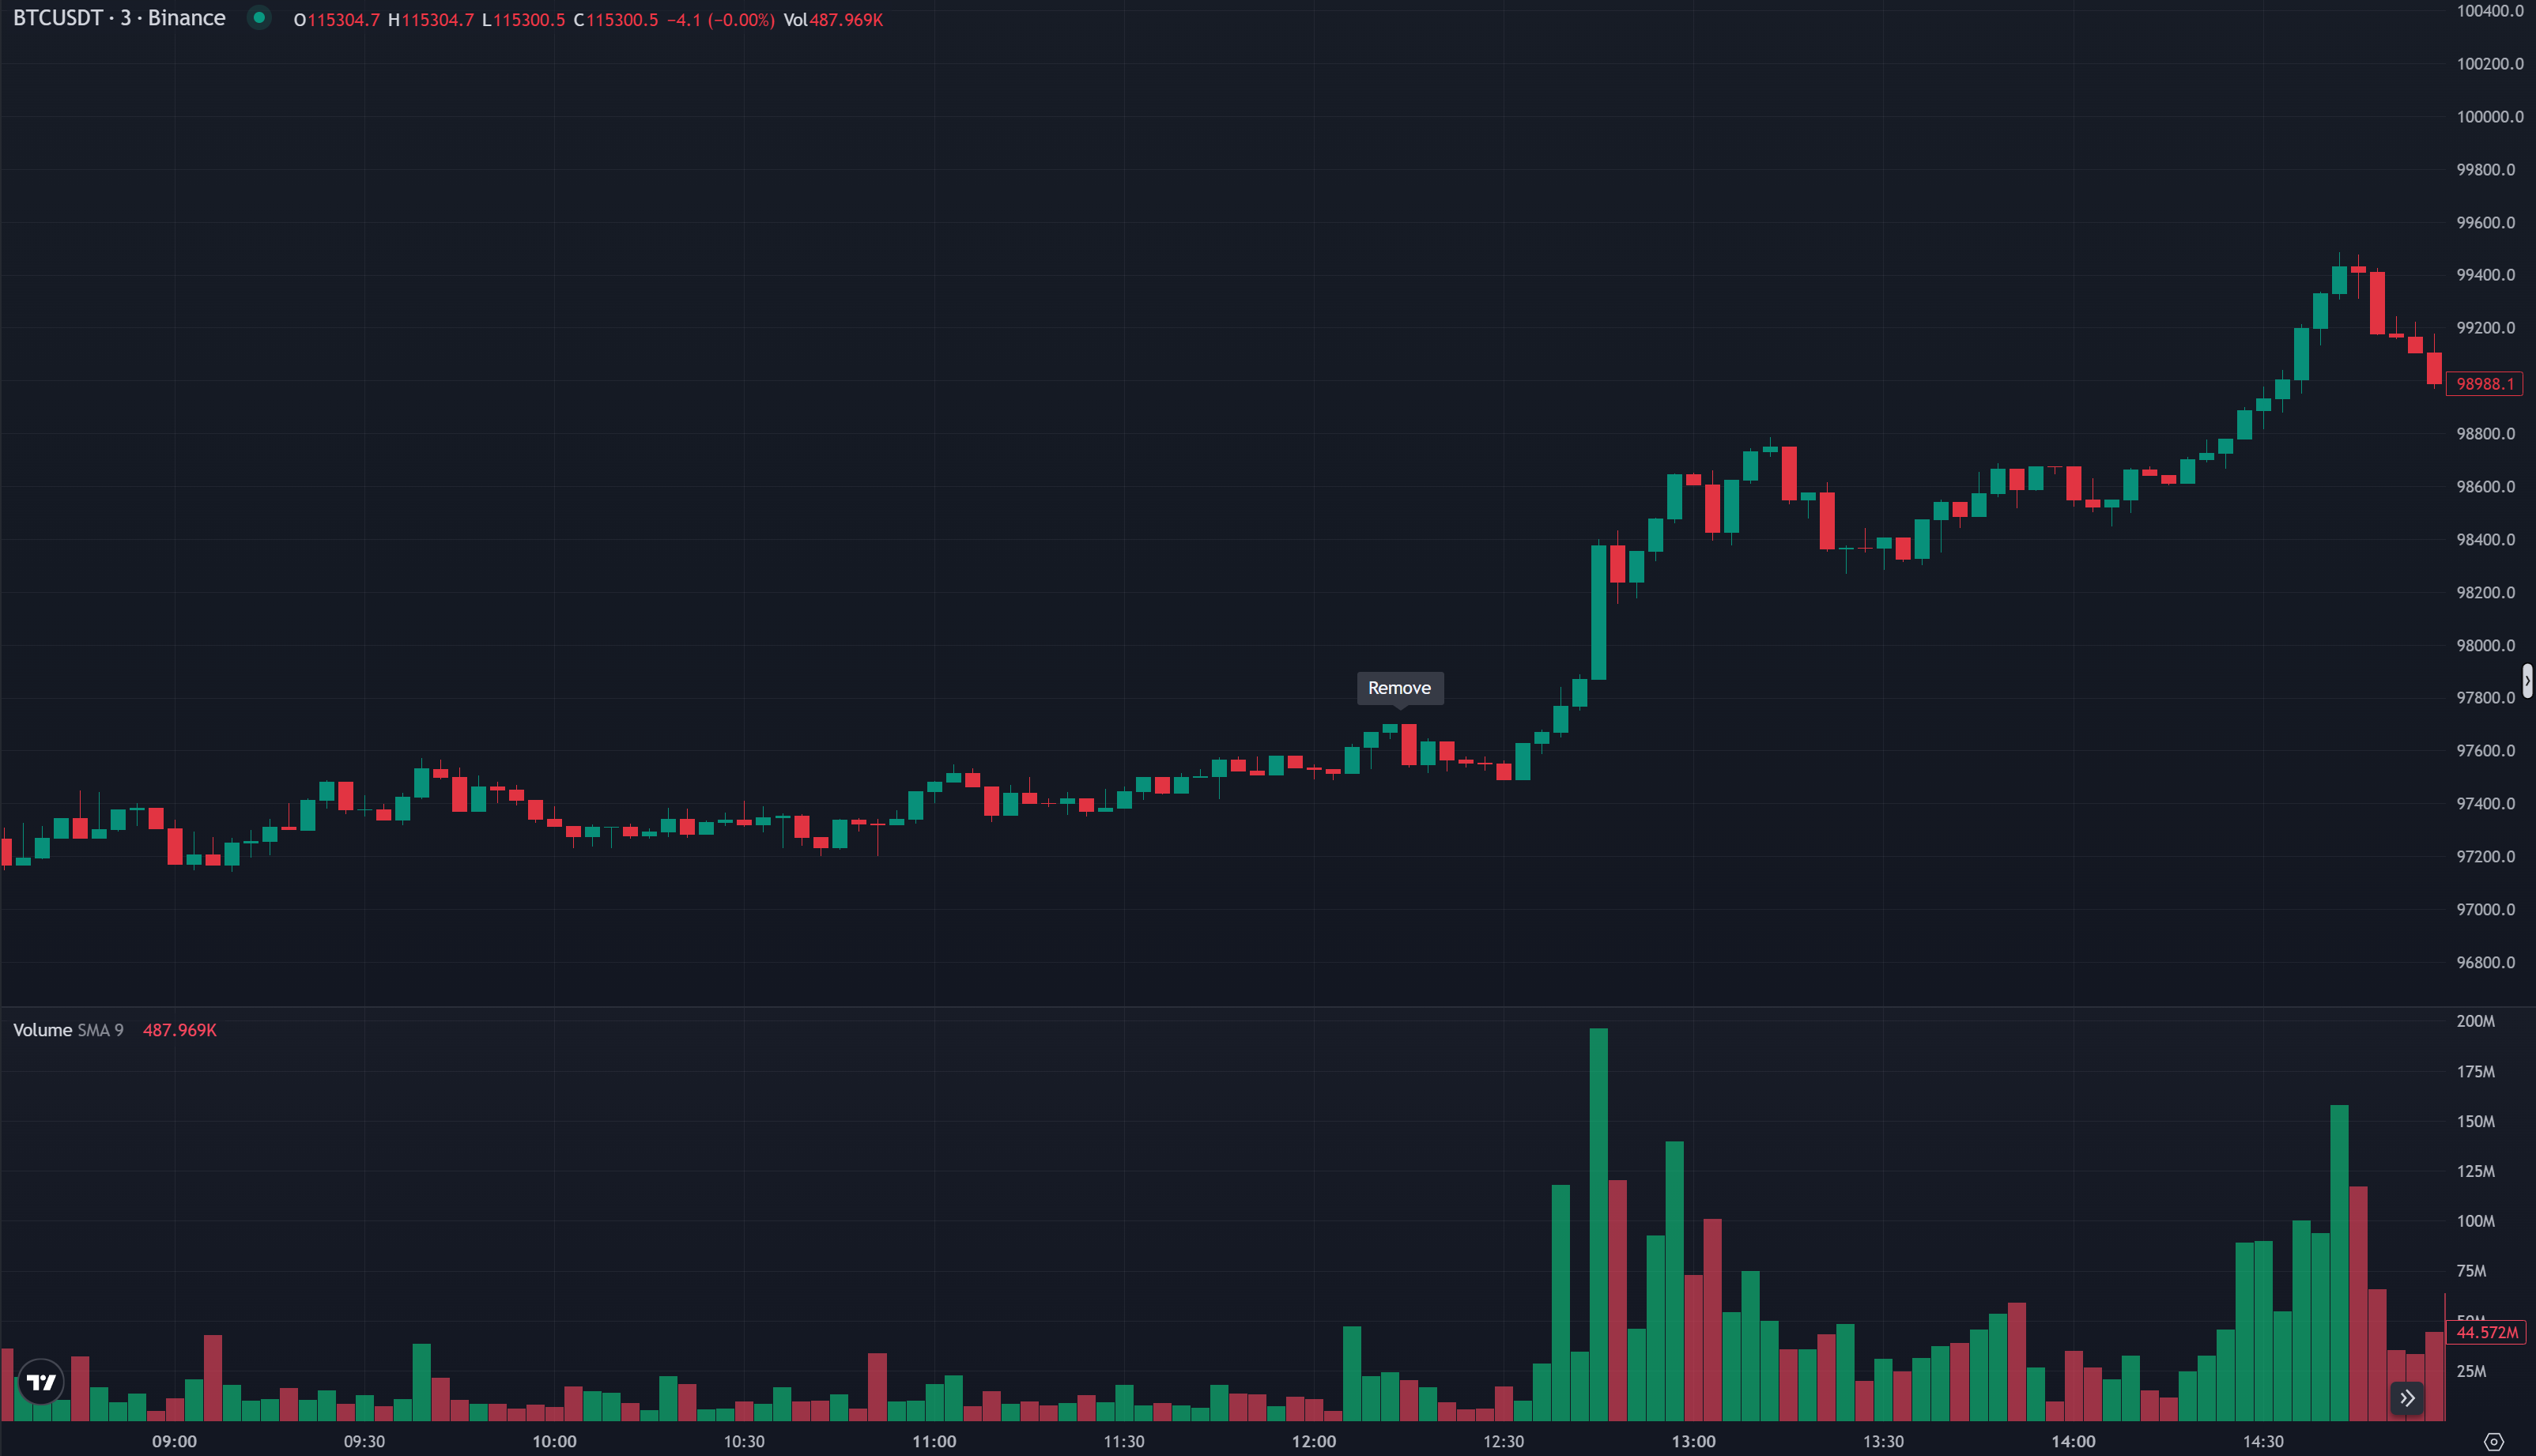 BTCUSDT · 3 · Binance O115304.7 H115304.7 L115300.5 C115300.5 −4.1 (−0.00%) Vol487.969K
100400.0
100200.0
100000.0
99800.0
99600.0
99400.0
99200.0
98988.1
98800.0
98600.0
98400.0
98200.0
98000.0
Remove
97800.0
97600.0
97400.0
97200.0
97000.0
96800.0
Volume SMA 9 487.969K
200M
175M
150M
125M
100M
75M
50M
44.572M
25M
09:00 09:30 10:00 10:30 11:00 11:30 12:00 12:30 13:00 13:30 14:00 14:30